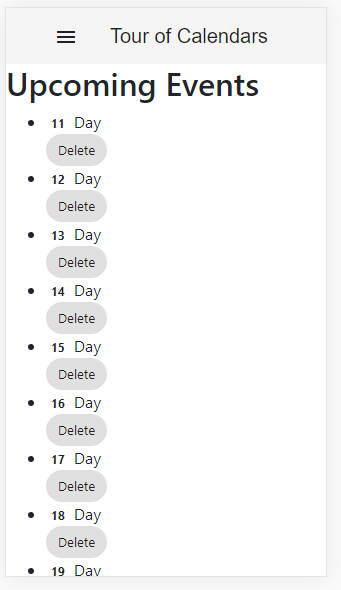 Tour of Calendars
Upcoming Events
11 Day
Delete
12 Day
Delete
13 Day
Delete
14 Day
Delete
15 Day
Delete
16 Day
Delete
17 Day
Delete
18 Day
Delete
19 Day